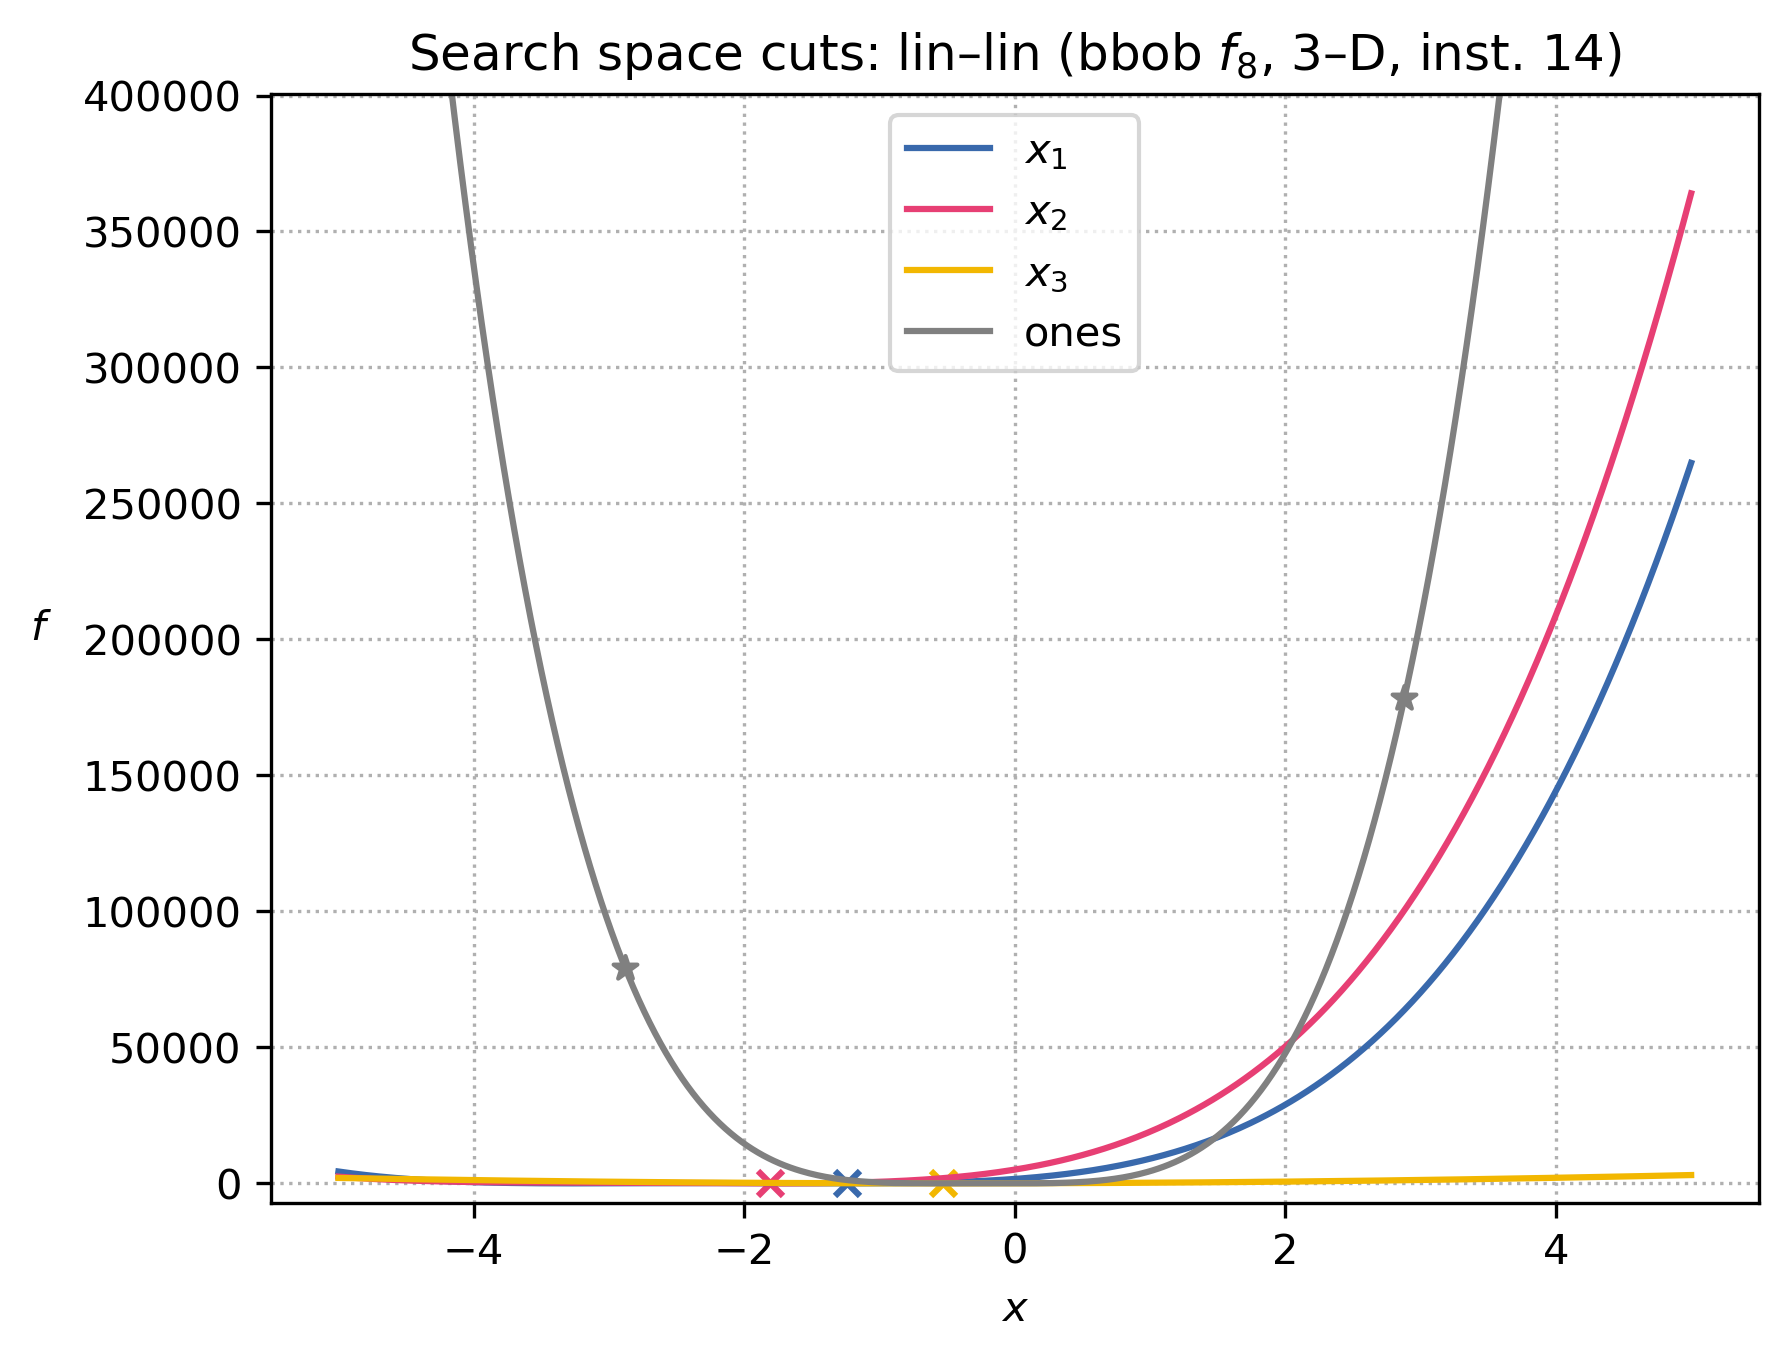 Search space cuts: lin–lin (bbob f₈, 3–D, inst. 14)
400000
350000
300000
250000
200000
150000
100000
50000
0
f
x₁
x₂
x₃
ones
−4 −2 0 2 4
x